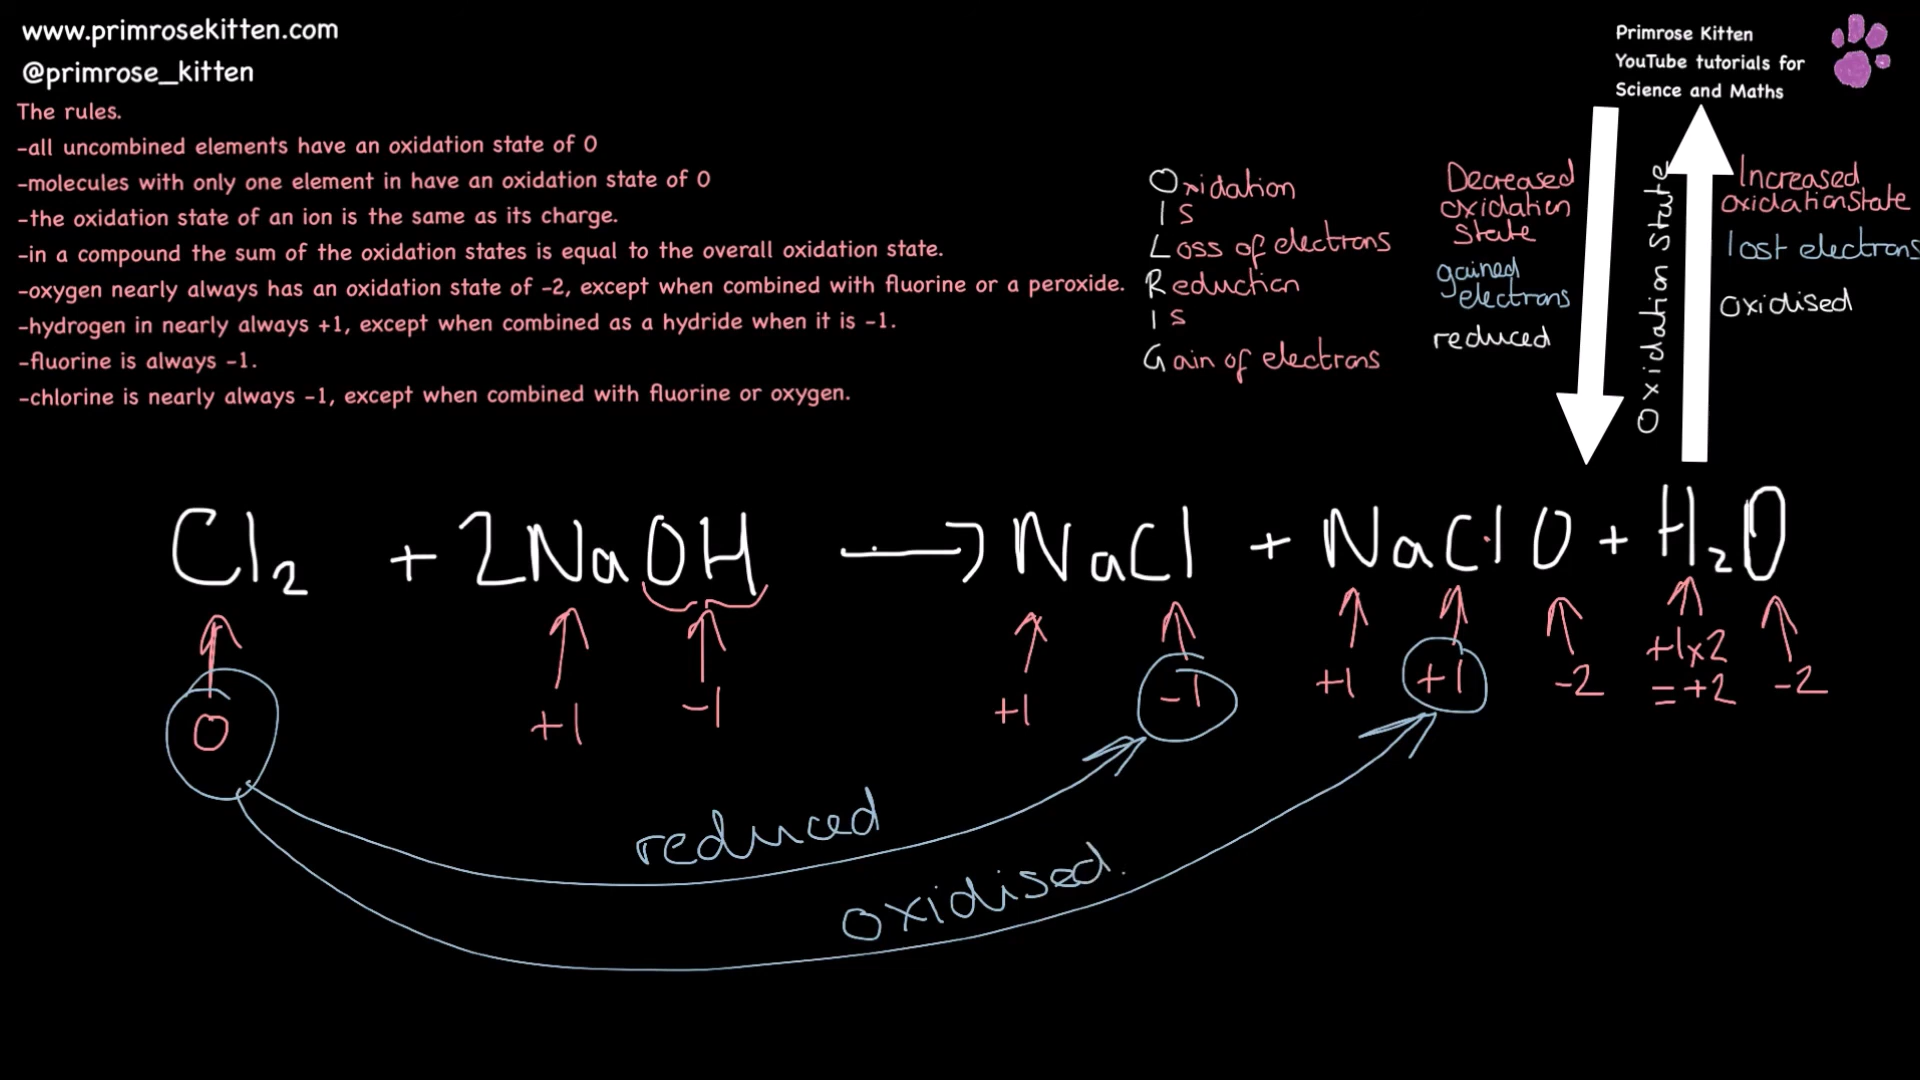 www.primrosekitten.com
@primrose_kitten
Primrose Kitten
YouTube tutorials for
Science and Maths
The rules.
-all uncombined elements have an oxidation state of 0
-molecules with only one element in have an oxidation state of 0
-the oxidation state of an ion is the same as its charge.
-in a compound the sum of the oxidation states is equal to the overall oxidation state.
-oxygen nearly always has an oxidation state of -2, except when combined with fluorine or a peroxide.
-hydrogen in nearly always +1, except when combined as a hydride when it is -1.
-fluorine is always -1.
-chlorine is nearly always -1, except when combined with fluorine or oxygen.
Oxidation
Is
Loss of electrons
Reduction
Is
Gain of electrons
Decreased
oxidation
state
gained
electrons
reduced
Oxidation State
Increased
oxidation state
lost electrons
oxidised
Cl₂ + 2NaOH → NaCl + NaClO + H₂O
0 +1 -1 +1 -1 +1 +1 -2 +1x2 -2
=+2
reduced
oxidised.